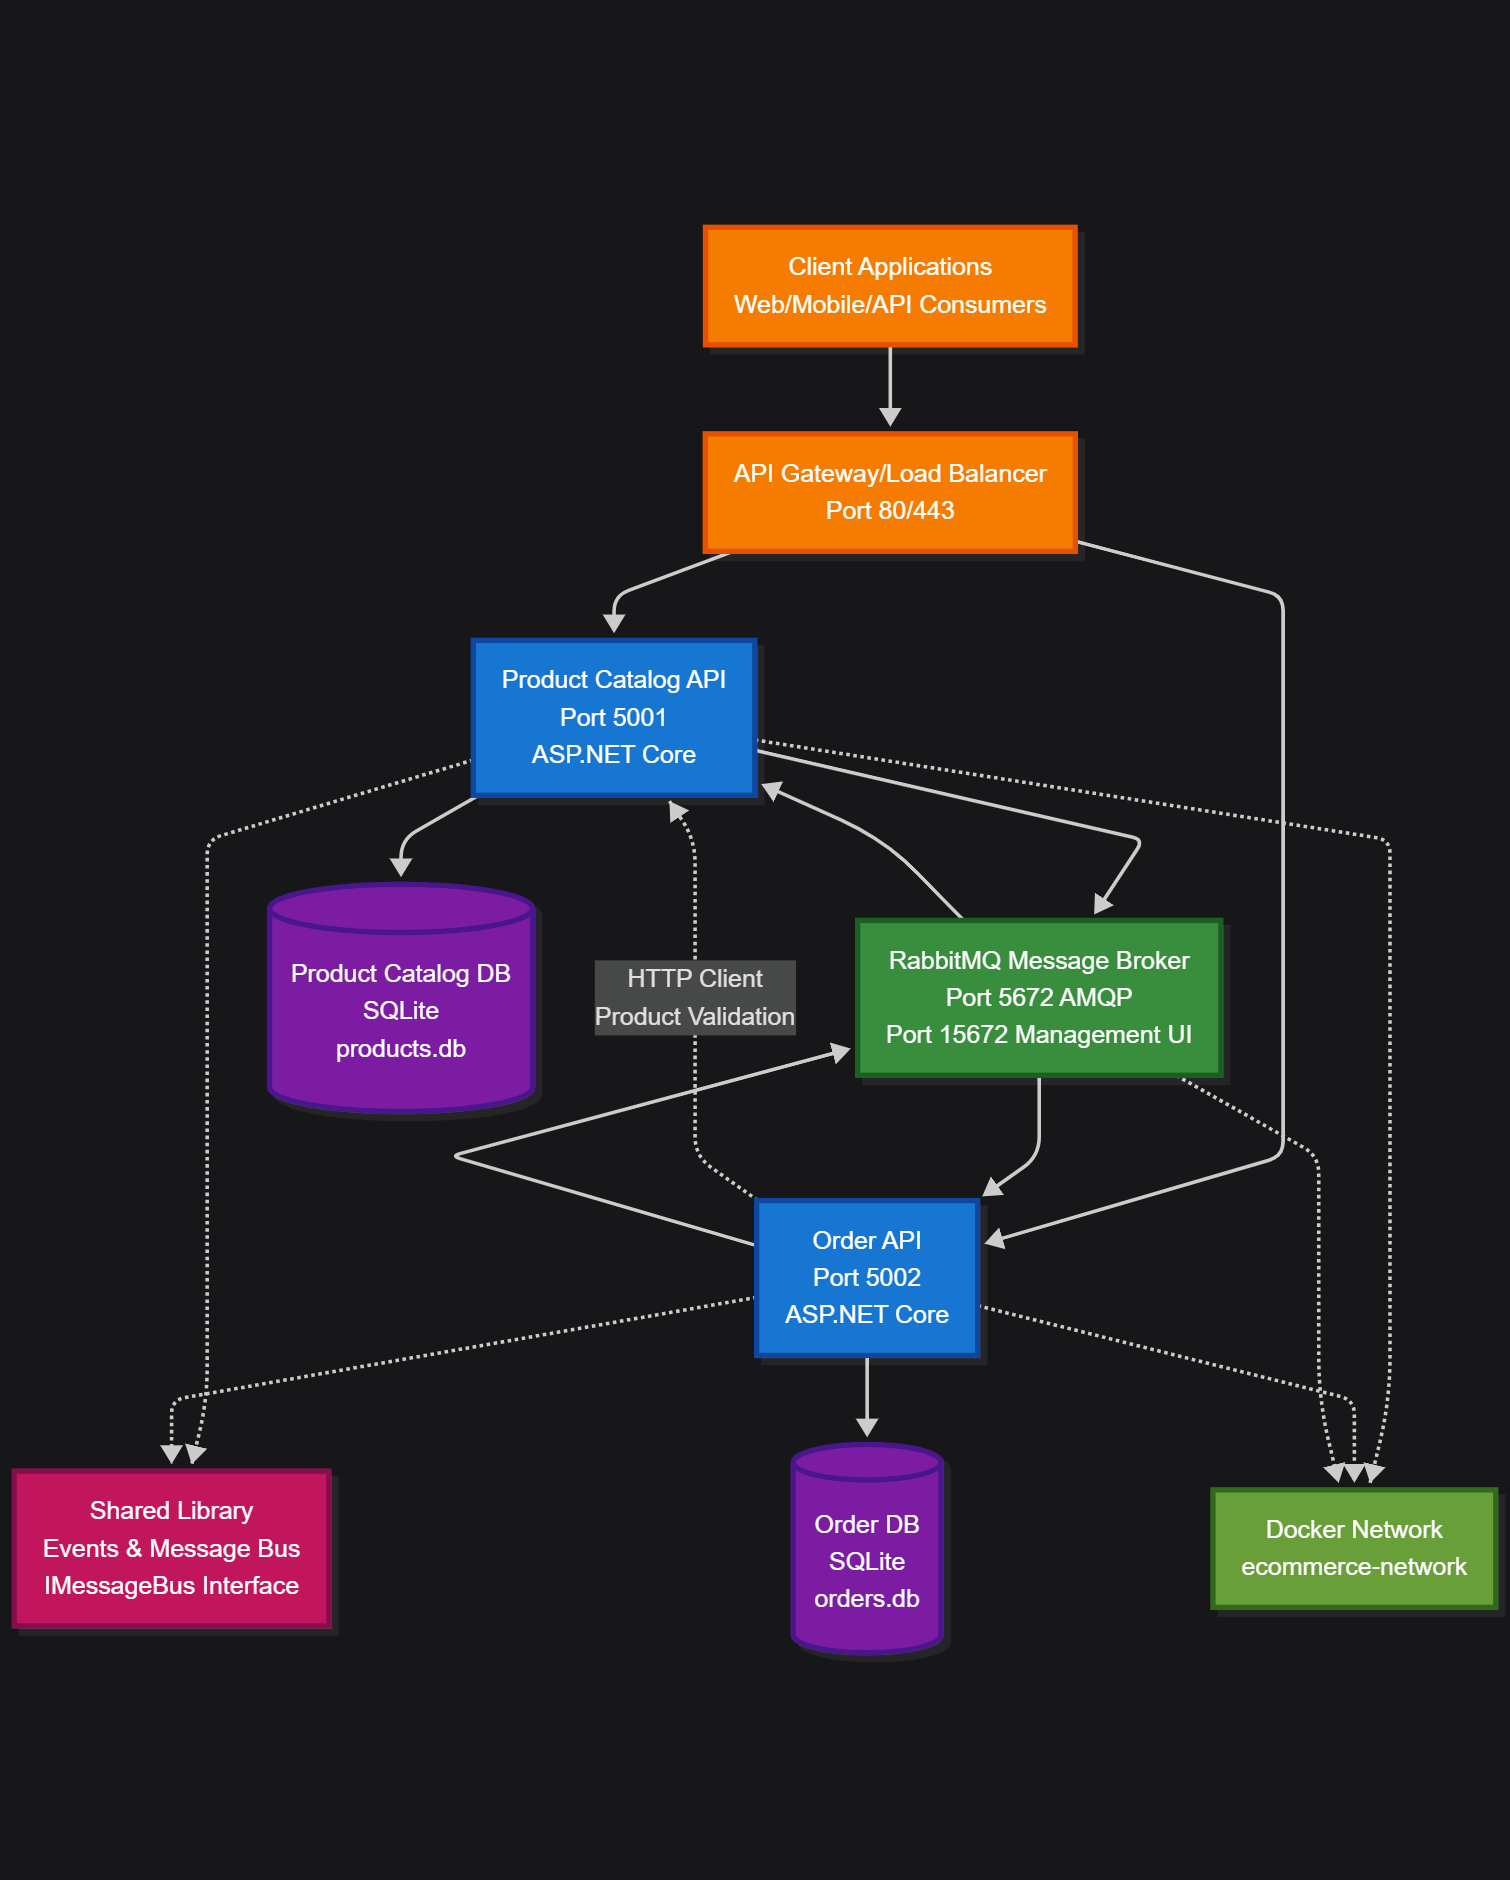 Client Applications
Web/Mobile/API Consumers
API Gateway/Load Balancer
Port 80/443
Product Catalog API
Port 5001
ASP.NET Core
Product Catalog DB
SQLite
products.db
HTTP Client
Product Validation
RabbitMQ Message Broker
Port 5672 AMQP
Port 15672 Management UI
Order API
Port 5002
ASP.NET Core
Shared Library
Events & Message Bus
IMessageBus Interface
Order DB
SQLite
orders.db
Docker Network
ecommerce-network